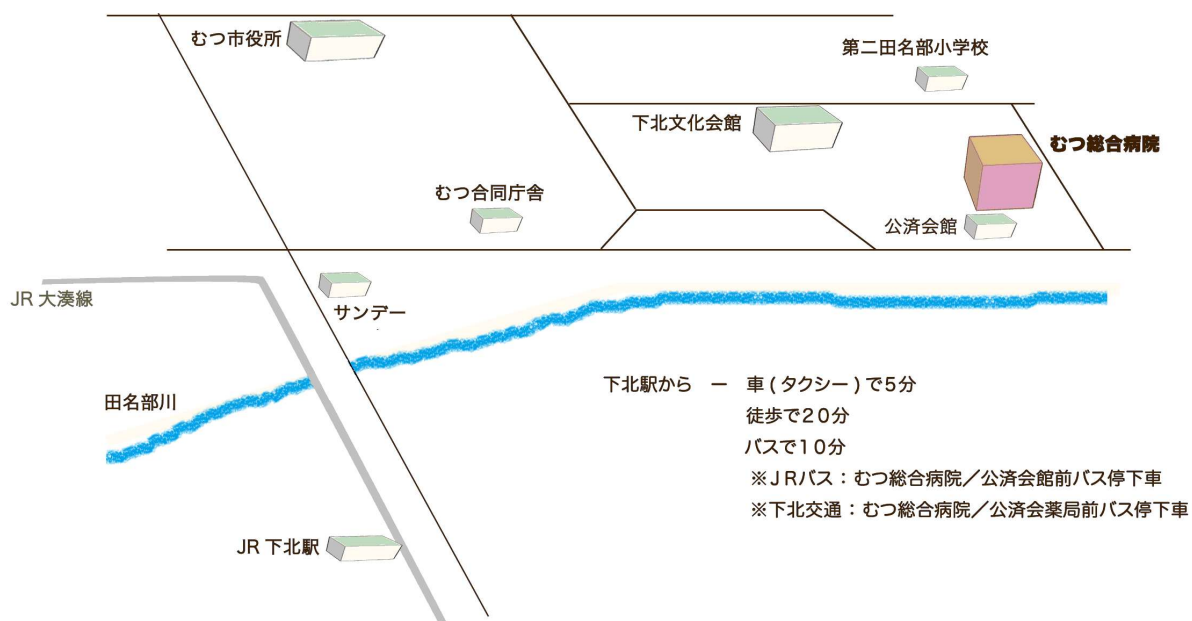 むつ市役所
第二田名部小学校
下北文化会館
むつ総合病院
むつ合同庁舎
公済会館
JR 大湊線
サンデー
田名部川
下北駅から ー 車(タクシー)で5分
徒歩で20分
バスで10分
※JRバス：むつ総合病院／公済会館前バス停下車
※下北交通：むつ総合病院／公済会薬局前バス停下車
JR 下北駅